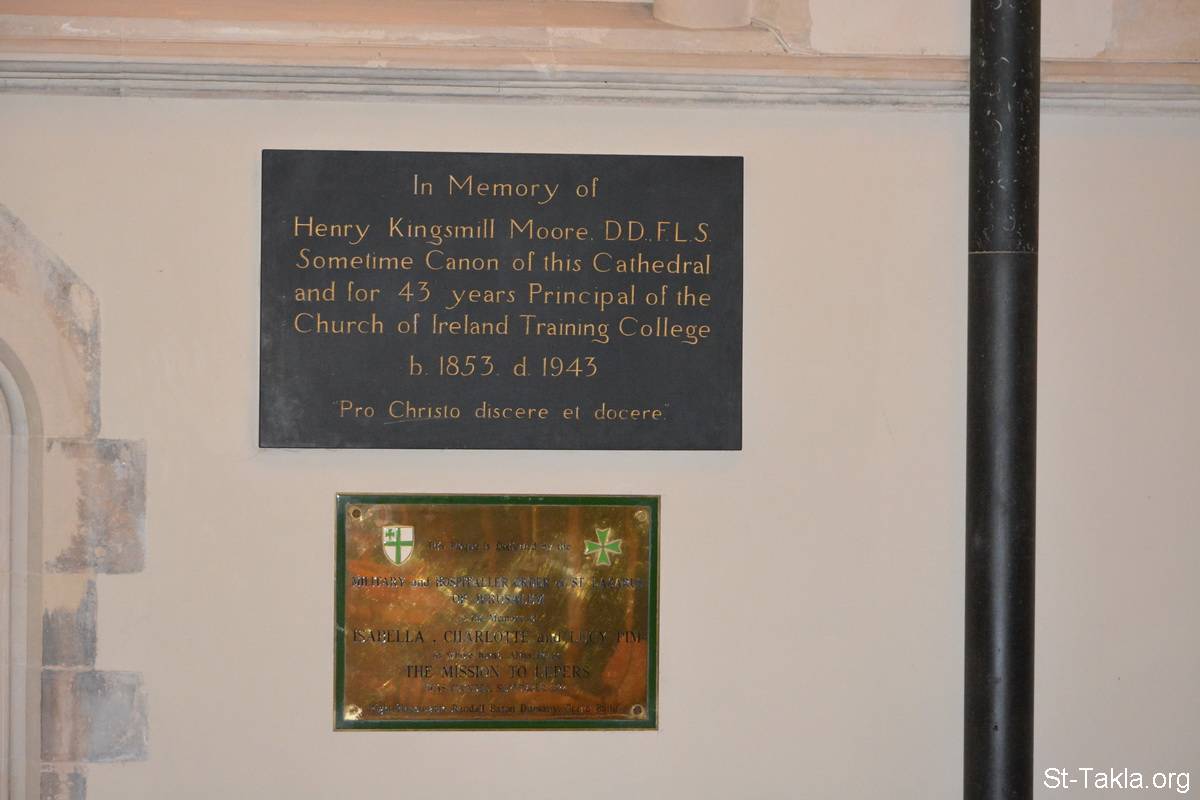 In Memory of
Henry Kingsmill Moore. D.D., F.L.S.
Sometime Canon of this Cathedral
and for 43 years Principal of the
Church of Ireland Training College
b. 1853. d. 1943
"Pro Christo discere et docere."
MILITARY and HOSPITALLER ORDER of ST. LAZARUS
OF JERUSALEM
ISABELLA, CHARLOTTE and LUCY PIM
THE MISSION TO LEPERS
St-Takla.org